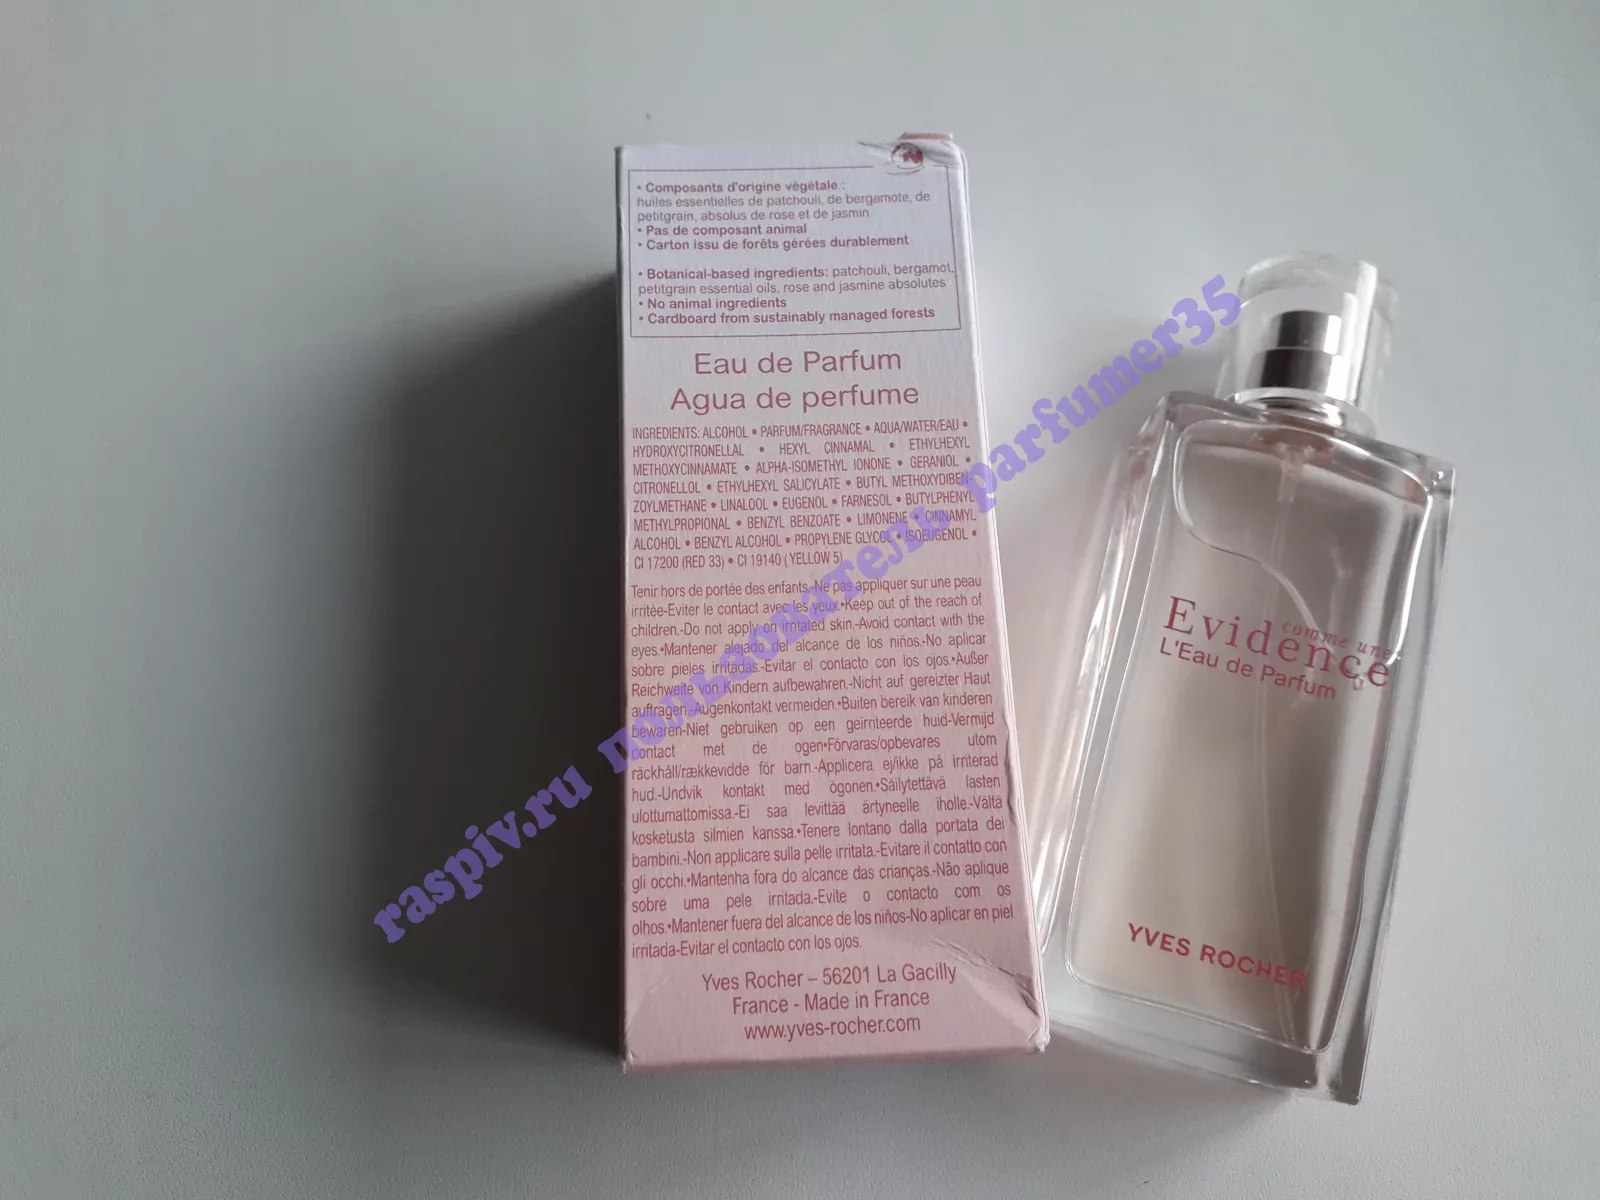 • Composants d'origine végétale :
huiles essentielles de patchouli, de bergamote, de
petitgrain, absolus de rose et de jasmin
• Pas de composant animal
• Carton issu de forêts gérées durablement
• Botanical-based ingredients: patchouli, bergamot,
petitgrain essential oils, rose and jasmine absolutes
• No animal ingredients
• Cardboard from sustainably managed forests
Eau de Parfum
Agua de perfume
INGREDIENTS: ALCOHOL • PARFUM/FRAGRANCE • AQUA/WATER/EAU •
HYDROXYCITRONELLAL • HEXYL CINNAMAL • ETHYLHEXYL
METHOXYCINNAMATE • ALPHA-ISOMETHYL IONONE • GERANIOL •
CITRONELLOL • ETHYLHEXYL SALICYLATE • BUTYL METHOXYDIBEN-
ZOYLMETHANE • LINALOOL • EUGENOL • FARNESOL • BUTYLPHENYL
METHYLPROPIONAL • BENZYL BENZOATE • LIMONENE • CINNAMYL
ALCOHOL • BENZYL ALCOHOL • PROPYLENE GLYCOL • ISOEUGENOL •
CI 17200 (RED 33) • CI 19140 (YELLOW 5)
Tenir hors de portée des enfants.-Ne pas appliquer sur une peau
irritée-Eviter le contact avec les yeux.•Keep out of the reach of
children.-Do not apply on irritated skin.-Avoid contact with the
eyes.•Mantener alejado del alcance de los niños.-No aplicar
sobre pieles irritadas.-Evitar el contacto con los ojos.•Außer
Reichweite von Kindern aufbewahren.-Nicht auf gereizter Haut
auftragen.-Augenkontakt vermeiden.•Buiten bereik van kinderen
bewaren-Niet gebruiken op een geïrriteerde huid-Vermijd
contact met de ogen•Förvaras/opbevares utom
räckhåll/rækkevidde för barn.-Applicera ej/ikke på irriterad
hud.-Undvik kontakt med ögonen.•Säilytettävä lasten
ulottumattomissa.-Ei saa levittää ärtyneelle iholle.-Vältä
kosketusta silmien kanssa.•Tenere lontano dalla portata dei
bambini.-Non applicare sulla pelle irritata.-Evitare il contatto con
gli occhi.•Mantenha fora do alcance das crianças.-Não aplique
sobre uma pele irritada.-Evite o contacto com os
olhos.•Mantener fuera del alcance de los niños-No aplicar en piel
irritada-Evitar el contacto con los ojos.
Yves Rocher – 56201 La Gacilly
France - Made in France
www.yves-rocher.com
comme une
Evidence
L'Eau de Parfum
YVES ROCHER
raspiv.ru пользователь parfumer35